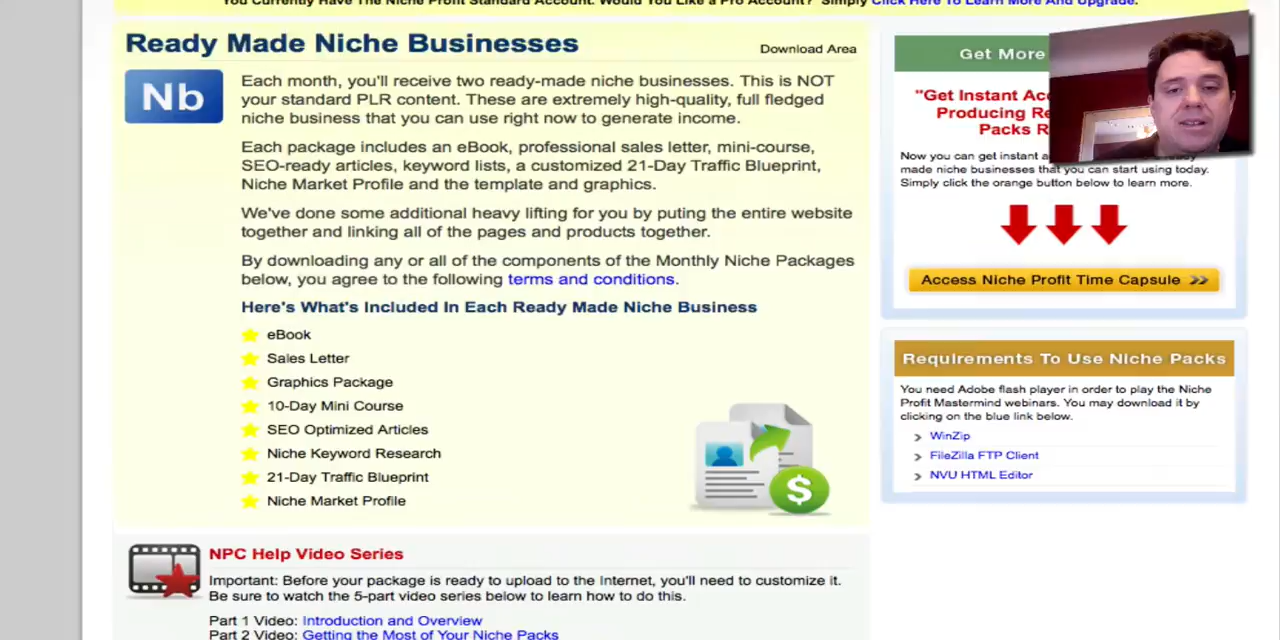 You Currently Have The Niche Profit Standard Account. Would You Like a Pro Account? Simply Click Here To Learn More And Upgrade.
Ready Made Niche Businesses
Download Area
Nb
Each month, you'll receive two ready-made niche businesses. This is NOT
your standard PLR content. These are extremely high-quality, full fledged
niche business that you can use right now to generate income.
Each package includes an eBook, professional sales letter, mini-course,
SEO-ready articles, keyword lists, a customized 21-Day Traffic Blueprint,
Niche Market Profile and the template and graphics.
We've done some additional heavy lifting for you by puting the entire website
together and linking all of the pages and products together.
By downloading any or all of the components of the Monthly Niche Packages
below, you agree to the following terms and conditions.
Here's What's Included In Each Ready Made Niche Business
eBook
Sales Letter
Graphics Package
10-Day Mini Course
SEO Optimized Articles
Niche Keyword Research
21-Day Traffic Blueprint
Niche Market Profile
$
NPC Help Video Series
Important: Before your package is ready to upload to the Internet, you'll need to customize it.
Be sure to watch the 5-part video series below to learn how to do this.
Part 1 Video: Introduction and Overview
Part 2 Video: Getting the Most of Your Niche Packs
Get More
"Get Instant
Producing
Packs
Now you can get instant
made niche businesses that you can start using today.
Simply click the orange button below to learn more.
Access Niche Profit Time Capsule >>
Requirements To Use Niche Packs
You need Adobe flash player in order to play the Niche
Profit Mastermind webinars. You may download it by
clicking on the blue link below.
WinZip
FileZilla FTP Client
NVU HTML Editor